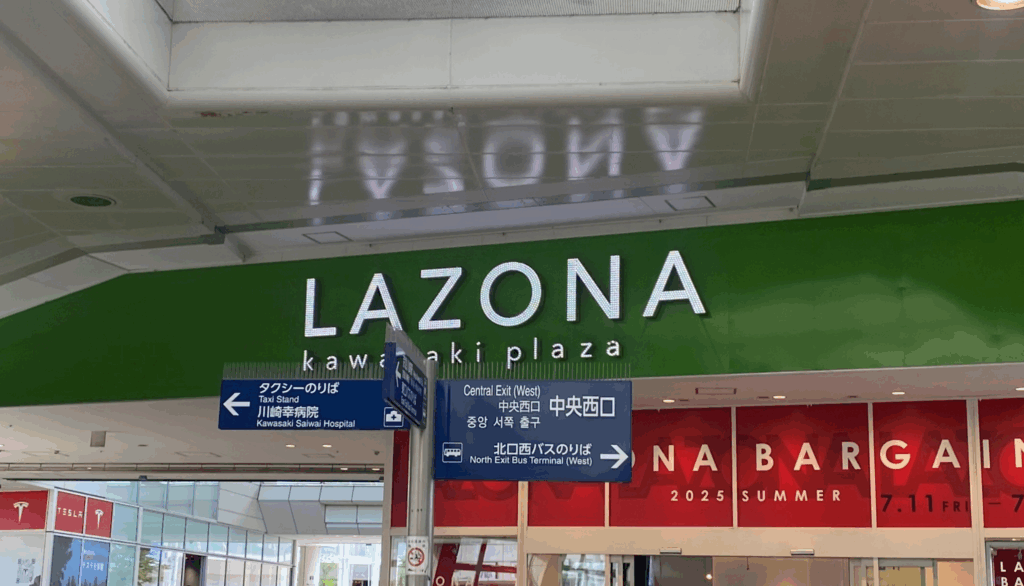 LAZONA
kawasaki plaza
タクシーのりば
Taxi Stand
川崎幸病院
Kawasaki Saiwai Hospital
Central Exit (West)
中央西口 中央西口
중앙 서쪽 출구
北口西バスのりば
North Exit Bus Terminal (West)
ONA BARGAIN
2025 SUMMER
7.11 FRI
TESLA